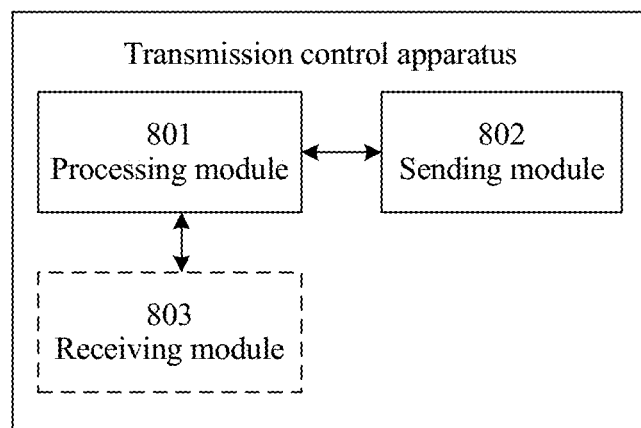 Transmission control apparatus
801
Processing module
802
Sending module
803
Receiving module